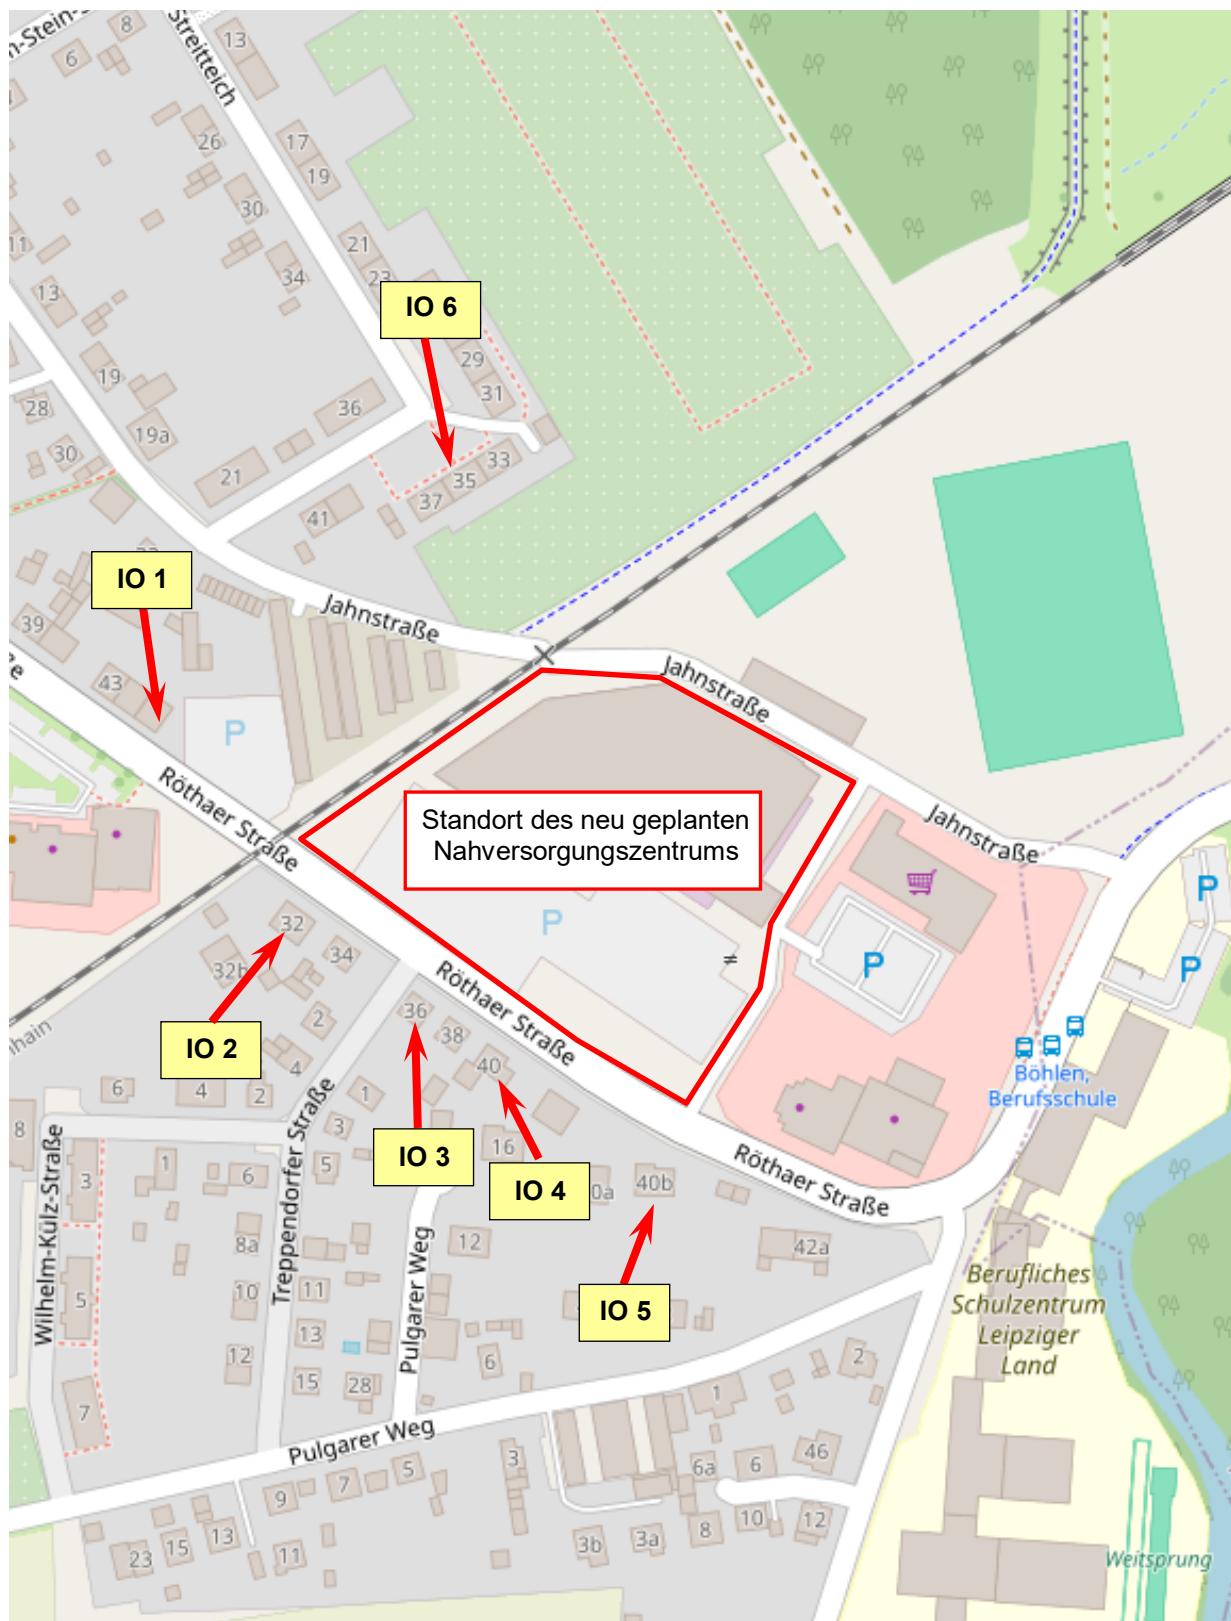 n-Stein-S
8
6
Streitteich
13
26
17
19
30
11
21
34
23
13
IO 6
29
19
31
28
36
19a
33
30
35
21
37
41
IO 1
39
Jahnstraße
ße
Jahnstraße
43
P
Röthaer Straße
Standort des neu geplanten
Nahversorgungszentrums
Jahnstraße
P
P
32
P
P
34
32b
Röthaer Straße
36
2
38
IO 2
hain
40
4
Böhlen,
Berufsschule
6
4
2
1
8
3
16
IO 3
Röthaer Straße
3
1
6
5
IO 4
0a
40b
Wilhelm-Külz-Straße
Treppendorfer Straße
Pulgarer Weg
12
8a
42a
Berufliches
Schulzentrum
Leipziger
Land
5
10
11
IO 5
13
12
6
2
15
28
1
7
Pulgarer Weg
3
46
6a
6
5
7
9
10
12
13
8
3a
3b
15
23
11
Weitsprung